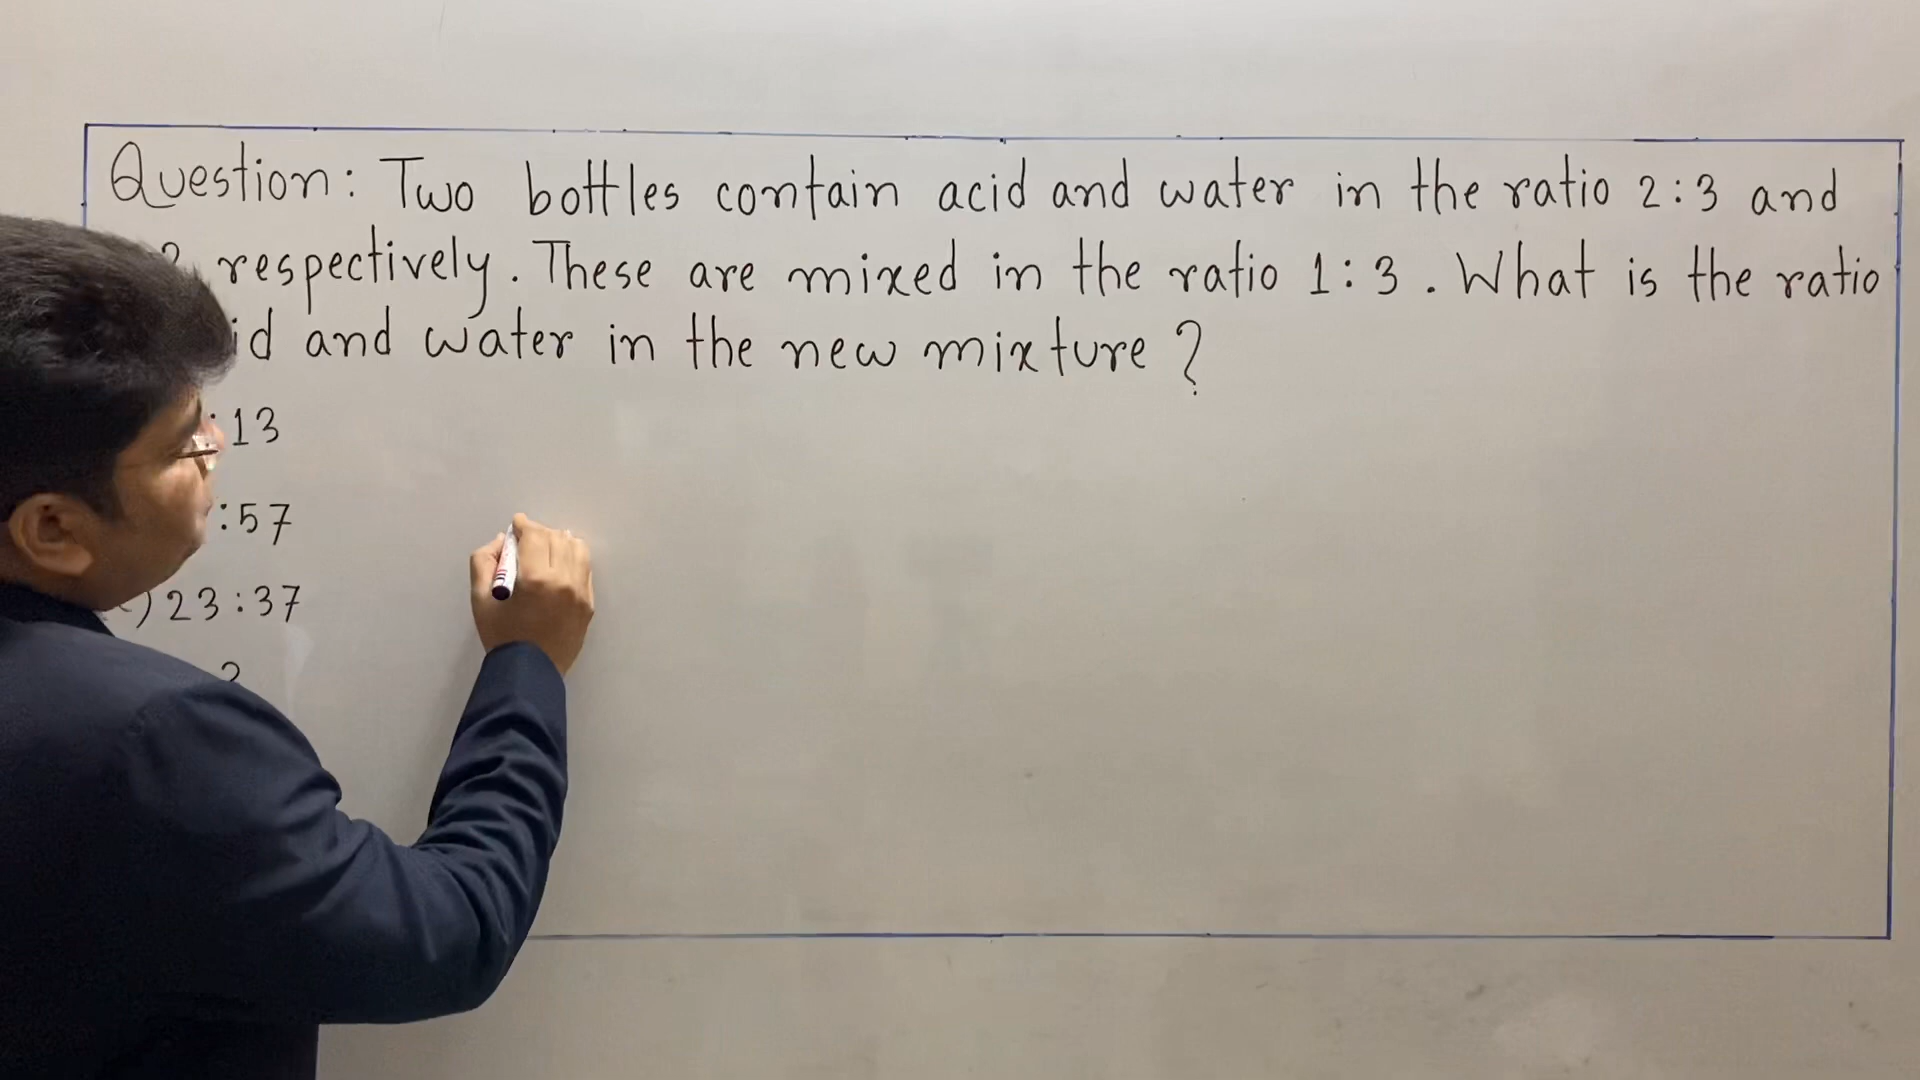 Question: Two bottles contain acid and water in the ratio 2:3 and
respectively. These are mixed in the ratio 1:3. What is the ratio
and water in the new mixture?
:13
:57
) 23:37